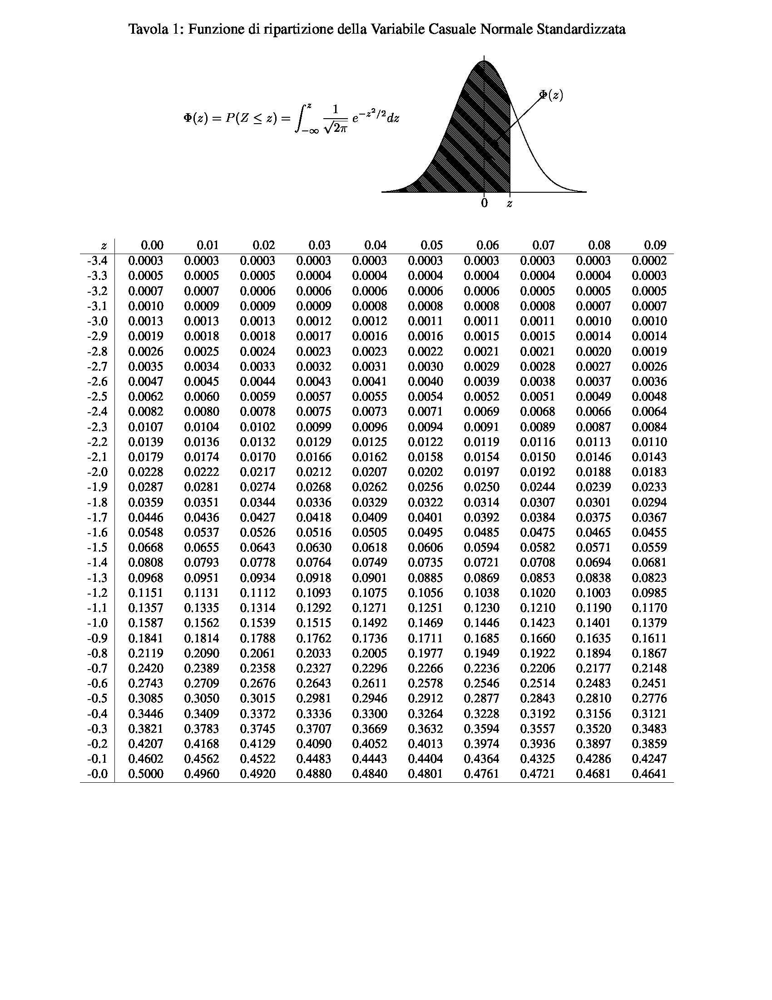 Tavola 1: Funzione di ripartizione della Variabile Casuale Normale Standardizzata
Φ(z)
Φ(z) = P(Z ≤ z) = ∫_{-∞}^{z} \frac{1}{\sqrt{2π}} e^{-z^2/2} dz
0 z
z 0.00 0.01 0.02 0.03 0.04 0.05 0.06 0.07 0.08 0.09
-3.4 0.0003 0.0003 0.0003 0.0003 0.0003 0.0003 0.0003 0.0003 0.0003 0.0002
-3.3 0.0005 0.0005 0.0005 0.0004 0.0004 0.0004 0.0004 0.0004 0.0004 0.0003
-3.2 0.0007 0.0007 0.0006 0.0006 0.0006 0.0006 0.0006 0.0005 0.0005 0.0005
-3.1 0.0010 0.0009 0.0009 0.0009 0.0008 0.0008 0.0008 0.0008 0.0007 0.0007
-3.0 0.0013 0.0013 0.0013 0.0012 0.0012 0.0011 0.0011 0.0011 0.0010 0.0010
-2.9 0.0019 0.0018 0.0018 0.0017 0.0016 0.0016 0.0015 0.0015 0.0014 0.0014
-2.8 0.0026 0.0025 0.0024 0.0023 0.0023 0.0022 0.0021 0.0021 0.0020 0.0019
-2.7 0.0035 0.0034 0.0033 0.0032 0.0031 0.0030 0.0029 0.0028 0.0027 0.0026
-2.6 0.0047 0.0045 0.0044 0.0043 0.0041 0.0040 0.0039 0.0038 0.0037 0.0036
-2.5 0.0062 0.0060 0.0059 0.0057 0.0055 0.0054 0.0052 0.0051 0.0049 0.0048
-2.4 0.0082 0.0080 0.0078 0.0075 0.0073 0.0071 0.0069 0.0068 0.0066 0.0064
-2.3 0.0107 0.0104 0.0102 0.0099 0.0096 0.0094 0.0091 0.0089 0.0087 0.0084
-2.2 0.0139 0.0136 0.0132 0.0129 0.0125 0.0122 0.0119 0.0116 0.0113 0.0110
-2.1 0.0179 0.0174 0.0170 0.0166 0.0162 0.0158 0.0154 0.0150 0.0146 0.0143
-2.0 0.0228 0.0222 0.0217 0.0212 0.0207 0.0202 0.0197 0.0192 0.0188 0.0183
-1.9 0.0287 0.0281 0.0274 0.0268 0.0262 0.0256 0.0250 0.0244 0.0239 0.0233
-1.8 0.0359 0.0351 0.0344 0.0336 0.0329 0.0322 0.0314 0.0307 0.0301 0.0294
-1.7 0.0446 0.0436 0.0427 0.0418 0.0409 0.0401 0.0392 0.0384 0.0375 0.0367
-1.6 0.0548 0.0537 0.0526 0.0516 0.0505 0.0495 0.0485 0.0475 0.0465 0.0455
-1.5 0.0668 0.0655 0.0643 0.0630 0.0618 0.0606 0.0594 0.0582 0.0571 0.0559
-1.4 0.0808 0.0793 0.0778 0.0764 0.0749 0.0735 0.0721 0.0708 0.0694 0.0681
-1.3 0.0968 0.0951 0.0934 0.0918 0.0901 0.0885 0.0869 0.0853 0.0838 0.0823
-1.2 0.1151 0.1131 0.1112 0.1093 0.1075 0.1056 0.1038 0.1020 0.1003 0.0985
-1.1 0.1357 0.1335 0.1314 0.1292 0.1271 0.1251 0.1230 0.1210 0.1190 0.1170
-1.0 0.1587 0.1562 0.1539 0.1515 0.1492 0.1469 0.1446 0.1423 0.1401 0.1379
-0.9 0.1841 0.1814 0.1788 0.1762 0.1736 0.1711 0.1685 0.1660 0.1635 0.1611
-0.8 0.2119 0.2090 0.2061 0.2033 0.2005 0.1977 0.1949 0.1922 0.1894 0.1867
-0.7 0.2420 0.2389 0.2358 0.2327 0.2296 0.2266 0.2236 0.2206 0.2177 0.2148
-0.6 0.2743 0.2709 0.2676 0.2643 0.2611 0.2578 0.2546 0.2514 0.2483 0.2451
-0.5 0.3085 0.3050 0.3015 0.2981 0.2946 0.2912 0.2877 0.2843 0.2810 0.2776
-0.4 0.3446 0.3409 0.3372 0.3336 0.3300 0.3264 0.3228 0.3192 0.3156 0.3121
-0.3 0.3821 0.3783 0.3745 0.3707 0.3669 0.3632 0.3594 0.3557 0.3520 0.3483
-0.2 0.4207 0.4168 0.4129 0.4090 0.4052 0.4013 0.3974 0.3936 0.3897 0.3859
-0.1 0.4602 0.4562 0.4522 0.4483 0.4443 0.4404 0.4364 0.4325 0.4286 0.4247
-0.0 0.5000 0.4960 0.4920 0.4880 0.4840 0.4801 0.4761 0.4721 0.4681 0.4641